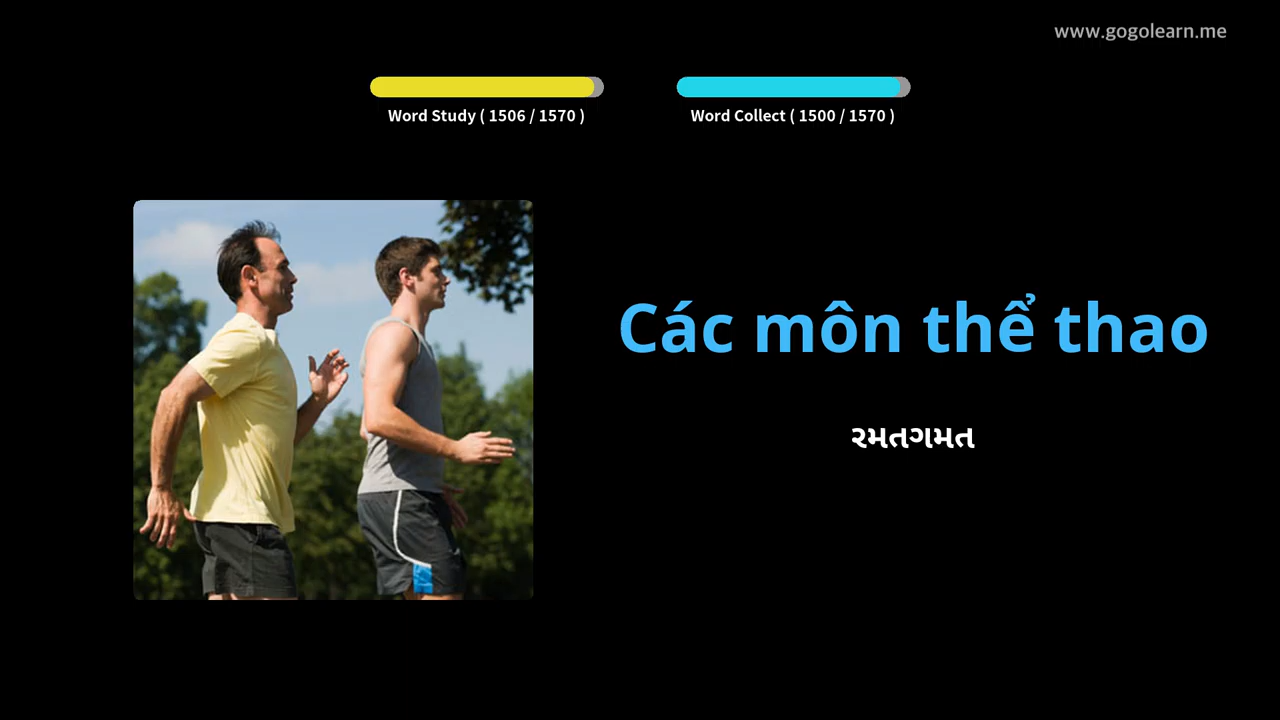 www.gogolearn.me
Word Study ( 1506 / 1570 )
Word Collect ( 1500 / 1570 )
Các môn thể thao
રમતગમત